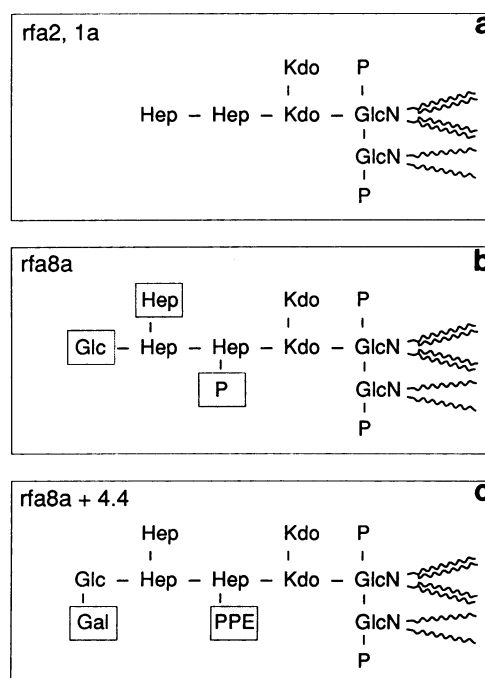 rfa2, 1a
a
Kdo P
Hep – Hep – Kdo – GlcN
GlcN
P
rfa8a
b
Hep Kdo P
Glc – Hep – Hep – Kdo – GlcN
P GlcN
P
rfa8a + 4.4
c
Hep Kdo P
Glc – Hep – Hep – Kdo – GlcN
Gal PPE GlcN
P